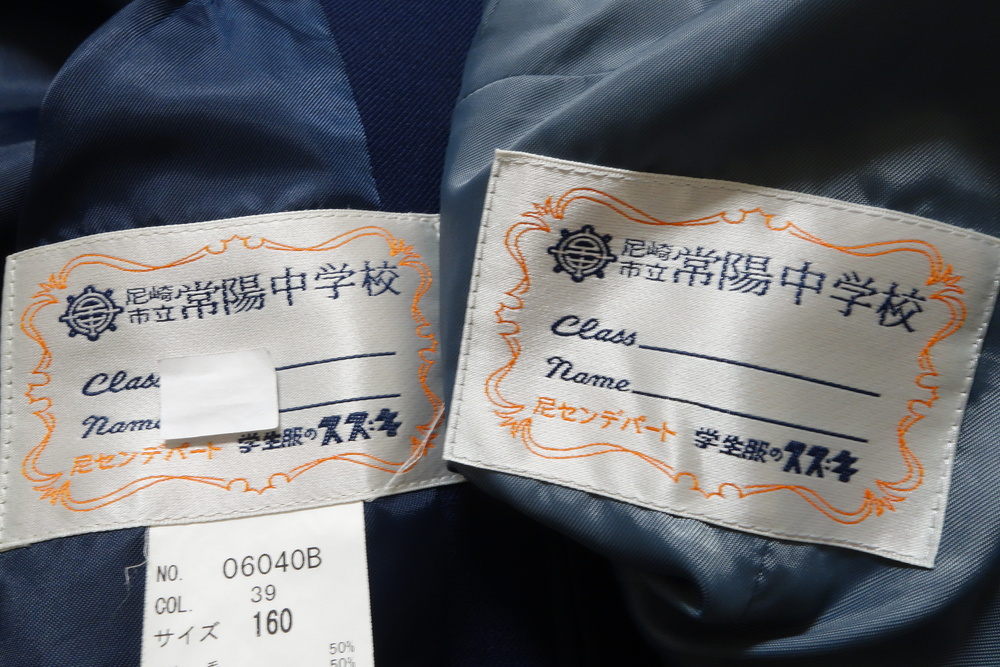 尼崎市立常陽中学校
Class
Name
尼センデパート 学生服のスズキ
NO. 06040B
COL. 39
サイズ 160
50%
50%
尼崎市立常陽中学校
Class
Name
尼センデパート 学生服のスズキ